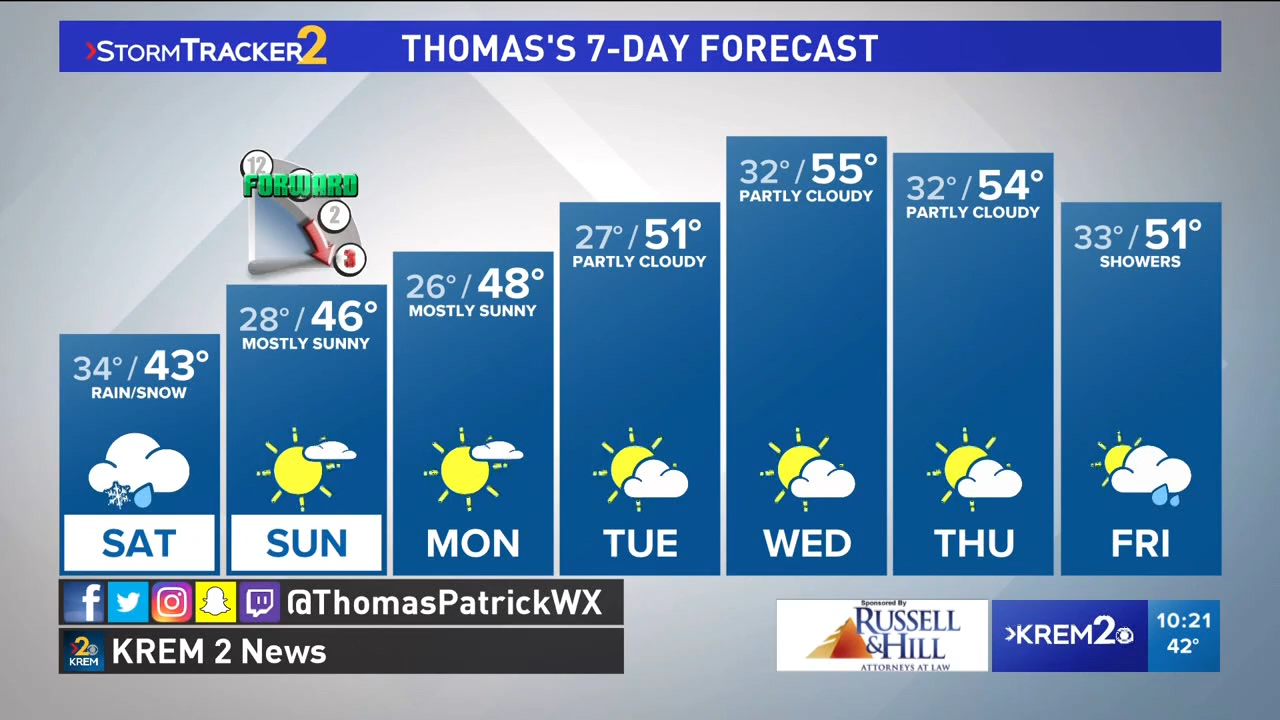 STORMTRACKER2
THOMAS'S 7-DAY FORECAST
12
FORWARD
2
3
34°/43°
RAIN/SNOW
SAT
28°/46°
MOSTLY SUNNY
SUN
26°/48°
MOSTLY SUNNY
MON
27°/51°
PARTLY CLOUDY
TUE
32°/55°
PARTLY CLOUDY
WED
32°/54°
PARTLY CLOUDY
THU
33°/51°
SHOWERS
FRI
@ThomasPatrickWX
2
KREM
KREM 2 News
Sponsored By
RUSSELL
&HILL
ATTORNEYS AT LAW
KREM2
10:21
42°